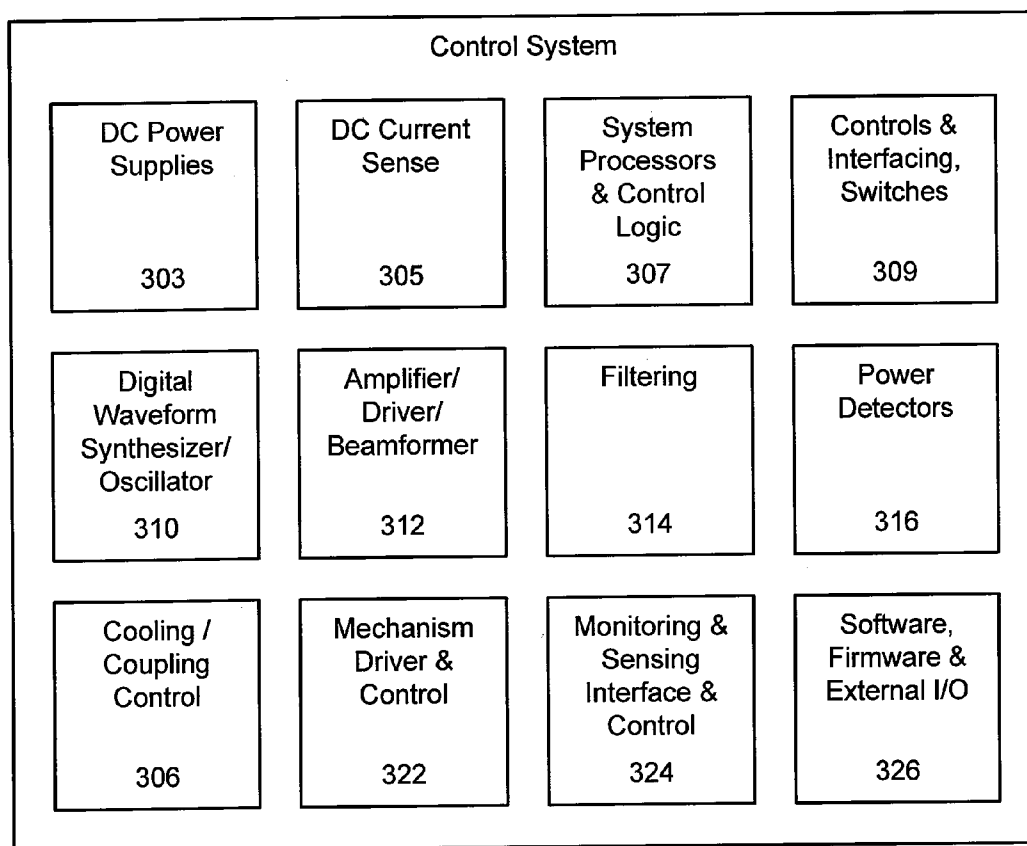 Control System
DC Power
Supplies
303
DC Current
Sense
305
System
Processors
& Control
Logic
307
Controls &
Interfacing,
Switches
309
Digital
Waveform
Synthesizer/
Oscillator
310
Amplifier/
Driver/
Beamformer
312
Filtering
314
Power
Detectors
316
Cooling /
Coupling
Control
306
Mechanism
Driver &
Control
322
Monitoring &
Sensing
Interface &
Control
324
Software,
Firmware &
External I/O
326